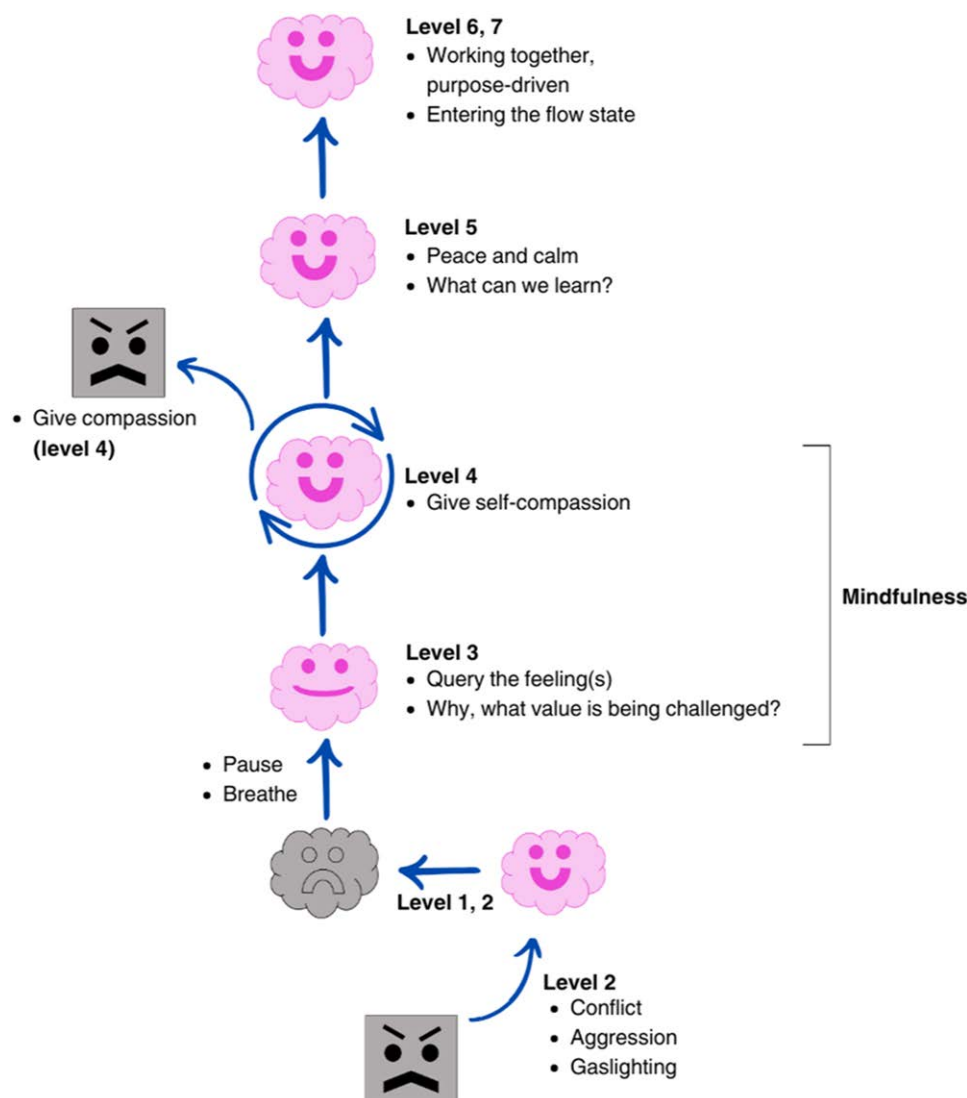 Level 6, 7
• Working together,
purpose-driven
• Entering the flow state
Level 5
• Peace and calm
• What can we learn?
• Give compassion
(level 4)
Level 4
• Give self-compassion
Mindfulness
Level 3
• Query the feeling(s)
• Why, what value is being challenged?
• Pause
• Breathe
Level 1, 2
Level 2
• Conflict
• Aggression
• Gaslighting